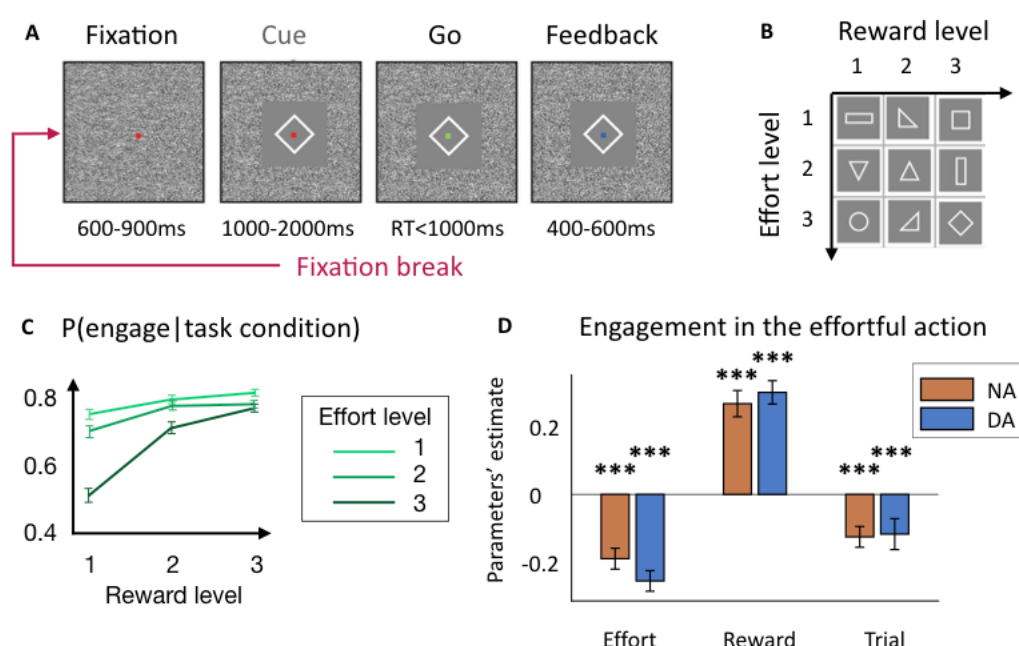 A
Fixation
Cue
Go
Feedback
600-900ms
1000-2000ms
RT<1000ms
400-600ms
Fixation break
B
Reward level
1 2 3
Effort level
1
2
3
C P(engage|task condition)
0.8
0.6
0.4
1 2 3
Reward level
Effort level
1
2
3
D Engagement in the effortful action
Parameters' estimate
0.2
0
-0.2
*** ***
*** ***
*** ***
NA
DA
Effort Reward Trial